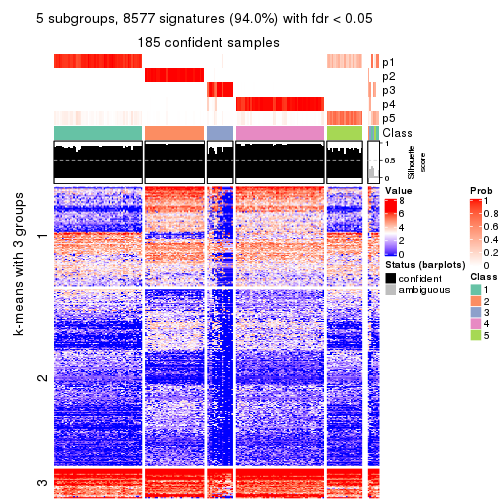 5 subgroups, 8577 signatures (94.0%) with fdr < 0.05
185 confident samples
p1
p2
p3
p4
p5
Class
1
0.5
0
Silhouette
score
k-means with 3 groups
1
2
3
Value
8
6
4
2
0
Status (barplots)
confident
ambiguous
Prob
1
0.8
0.6
0.4
0.2
0
Class
1
2
3
4
5